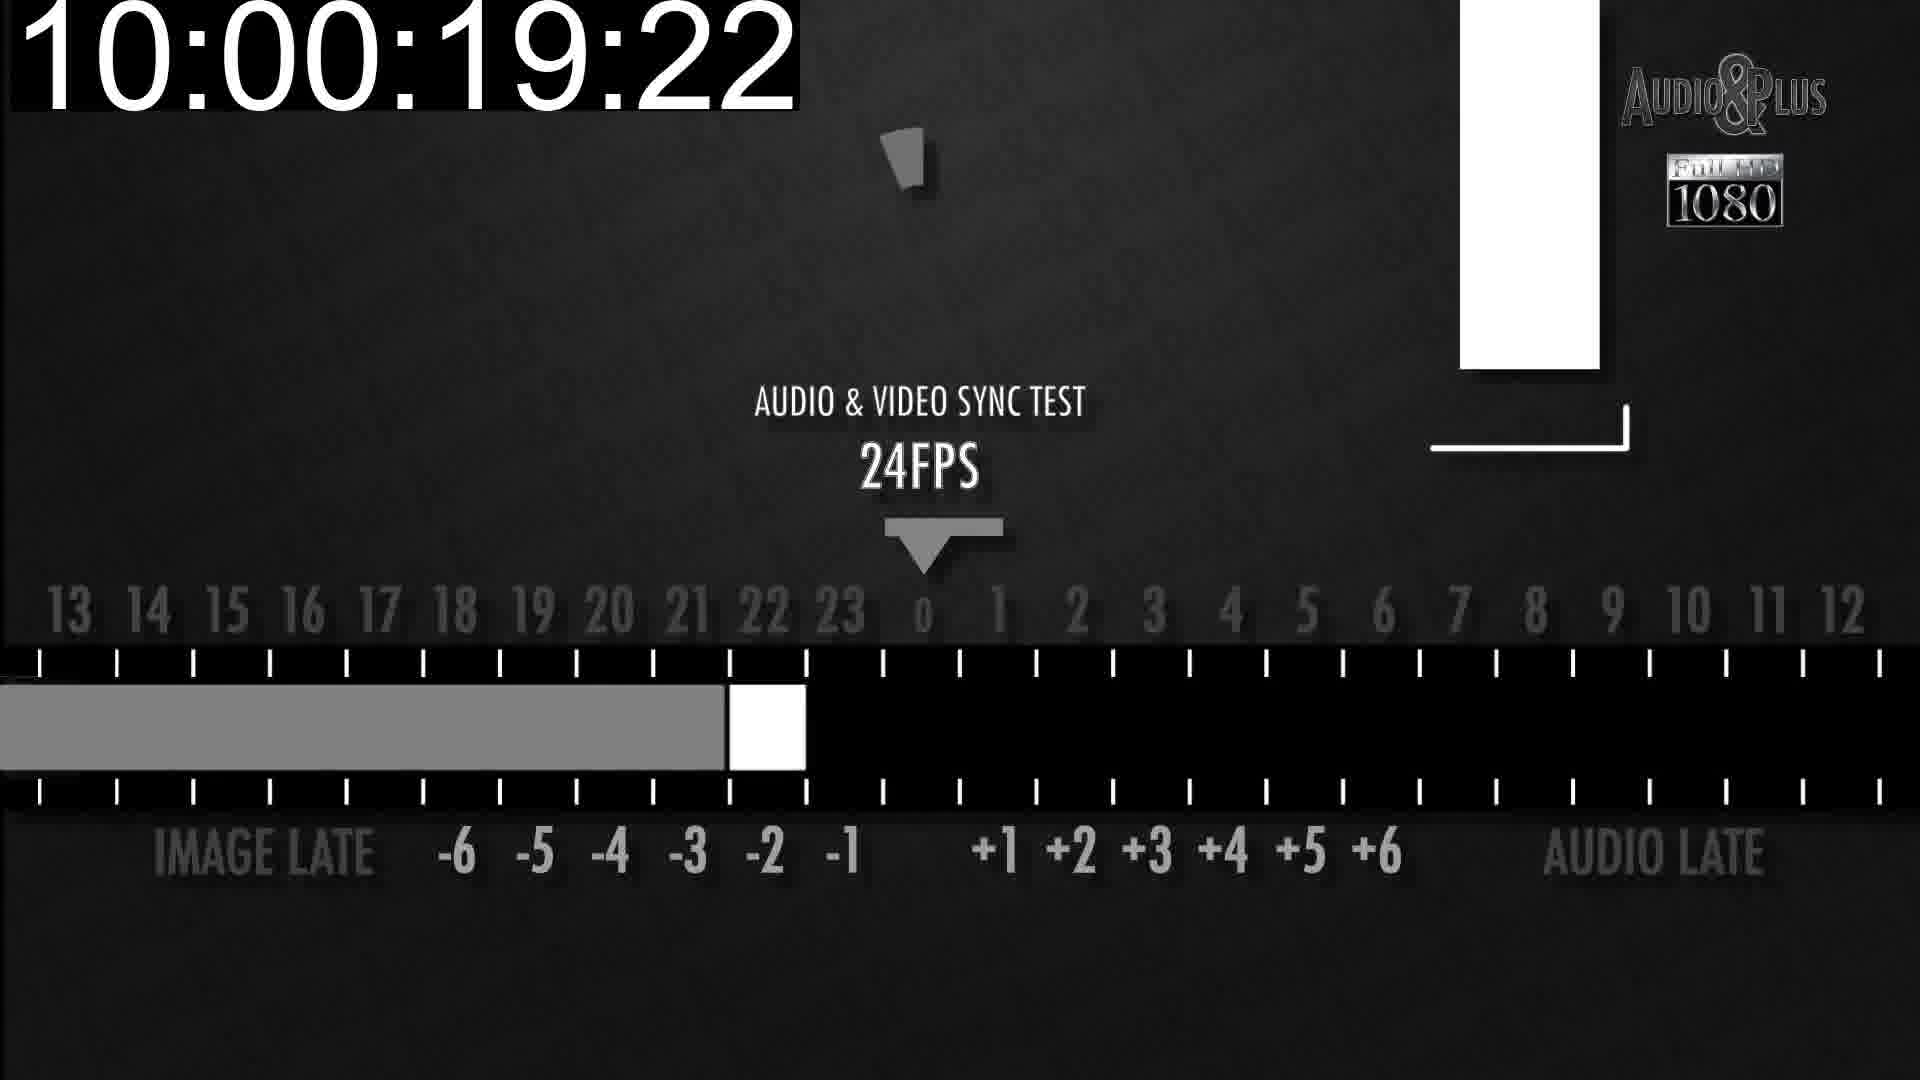 10:00:19:22
AUDIO & PLUS
Full HD
1080
AUDIO & VIDEO SYNC TEST
24FPS
13 14 15 16 17 18 19 20 21 22 23 0 1 2 3 4 5 6 7 8 9 10 11 12
IMAGE LATE -6 -5 -4 -3 -2 -1 +1 +2 +3 +4 +5 +6 AUDIO LATE